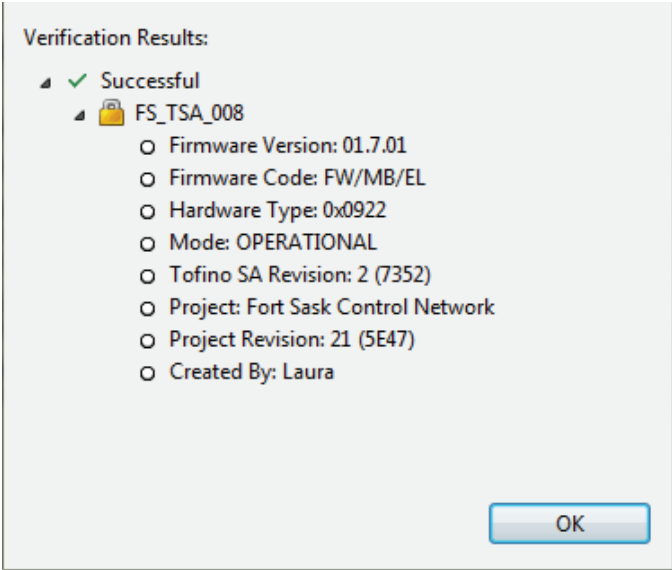 Verification Results:
Successful
FS_TSA_008
Firmware Version: 01.7.01
Firmware Code: FW/MB/EL
Hardware Type: 0x0922
Mode: OPERATIONAL
Tofino SA Revision: 2 (7352)
Project: Fort Sask Control Network
Project Revision: 21 (5E47)
Created By: Laura
OK